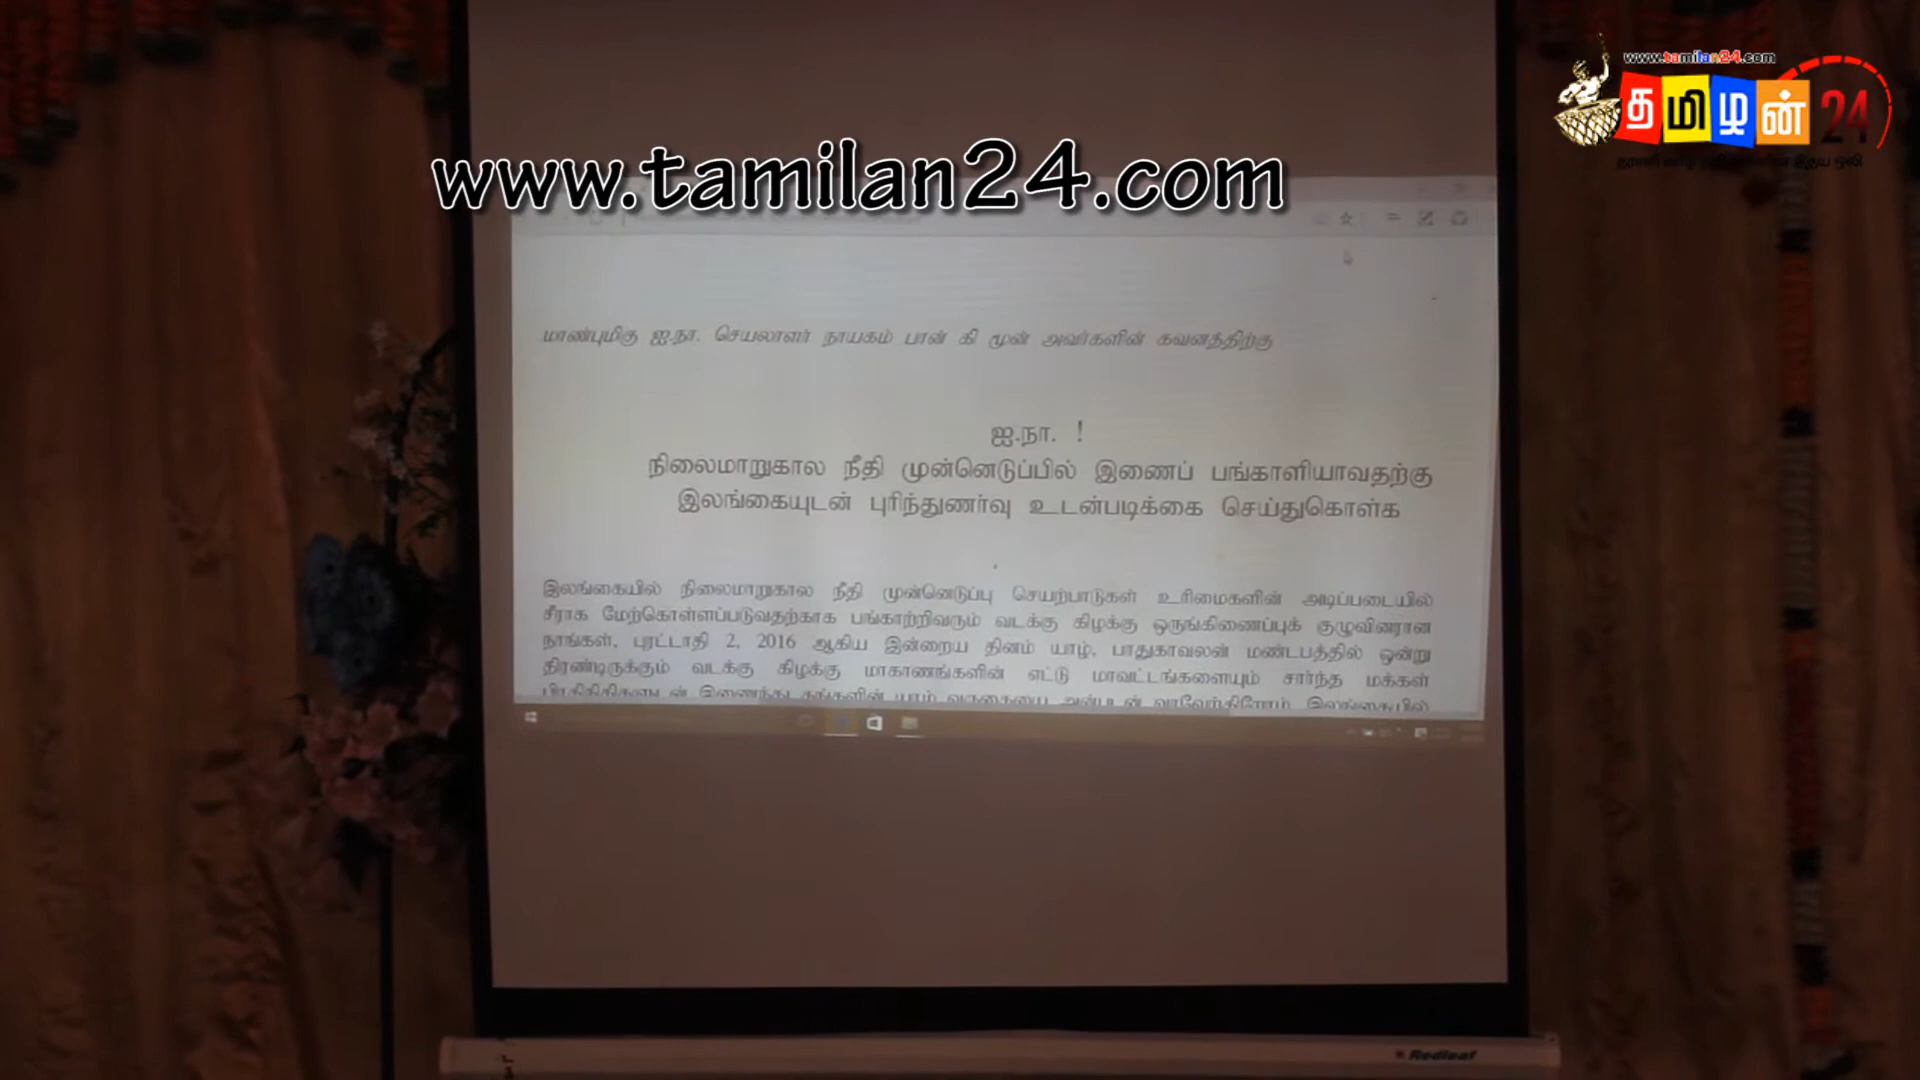 www.tamilan24.com
தமிழன் 24
www.tamilan24.com
மாண்புமிகு ஐ.நா. செயலாளர் நாயகம் பான் கி மூன் அவர்களின் கவனத்திற்கு
ஐ.நா. !
நிலைமாறுகால நீதி முன்னெடுப்பில் இணைப் பங்காளியாவதற்கு
இலங்கையுடன் புரிந்துணர்வு உடன்படிக்கை செய்துகொள்க
இலங்கையில் நிலைமாறுகால நீதி முன்னெடுப்பு செயற்பாடுகள் உரிமைகளின் அடிப்படையில்
சீராக மேற்கொள்ளப்படுவதற்காக பங்காற்றிவரும் வடக்கு கிழக்கு ஒருங்கிணைப்புக் குழுவினரான
நாங்கள், புரட்டாதி 2, 2016 ஆகிய இன்றைய தினம் யாழ். பாதுகாவலன் மண்டபத்தில் ஒன்று
திரண்டிருக்கும் வடக்கு கிழக்கு மாகாணங்களின் எட்டு மாவட்டங்களையும் சார்ந்த மக்கள்
Redleaf